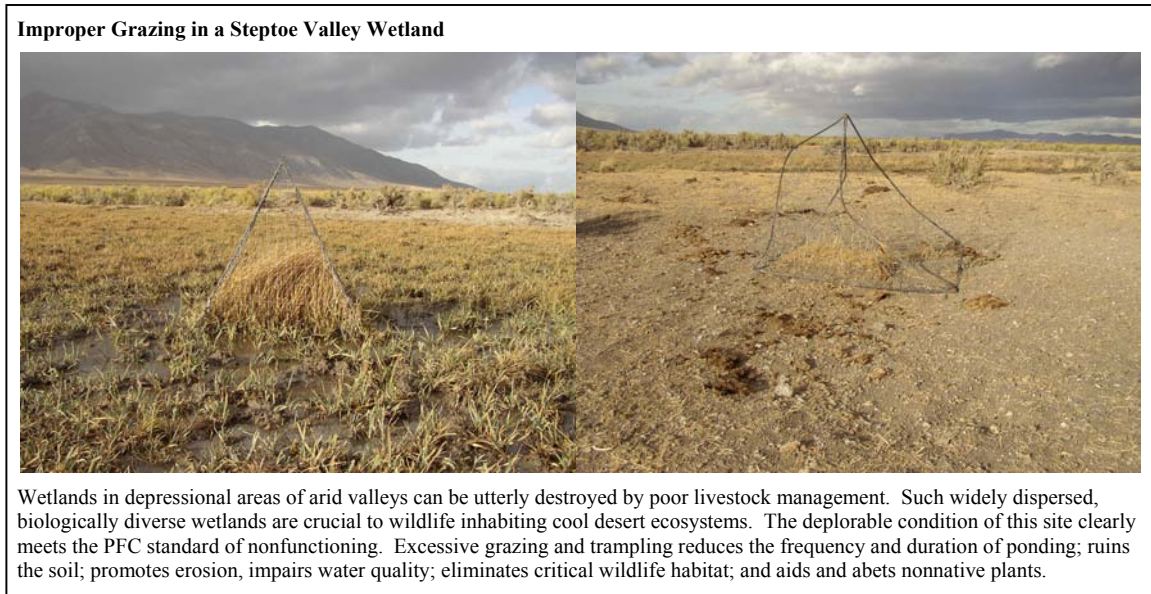 Improper Grazing in a Steptoe Valley Wetland
Wetlands in depressional areas of arid valleys can be utterly destroyed by poor livestock management.  Such widely dispersed,
biologically diverse wetlands are crucial to wildlife inhabiting cool desert ecosystems.  The deplorable condition of this site clearly
meets the PFC standard of nonfunctioning.  Excessive grazing and trampling reduces the frequency and duration of ponding; ruins
the soil; promotes erosion, impairs water quality; eliminates critical wildlife habitat; and aids and abets nonnative plants.